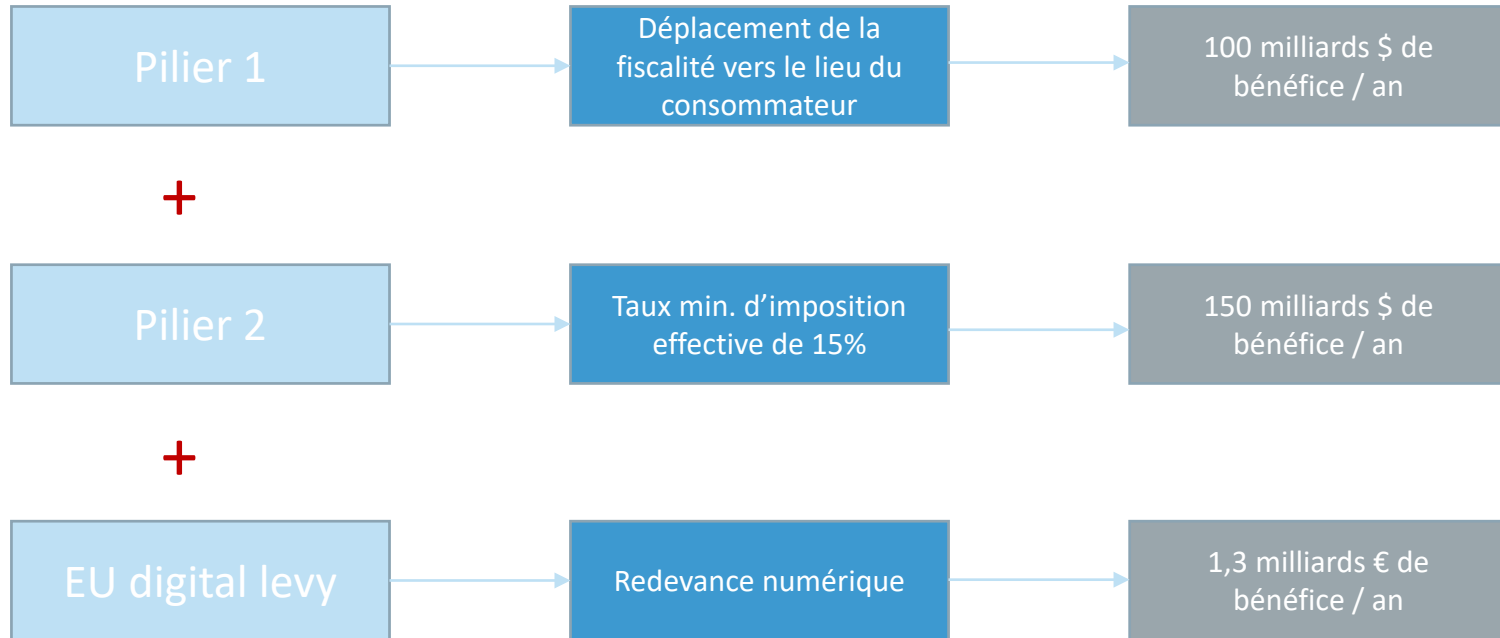 Pilier 1
Déplacement de la
fiscalité vers le lieu du
consommateur
100 milliards $ de
bénéfice / an
+
Pilier 2
Taux min. d'imposition
effective de 15%
150 milliards $ de
bénéfice / an
+
EU digital levy
Redevance numérique
1,3 milliards € de
bénéfice / an